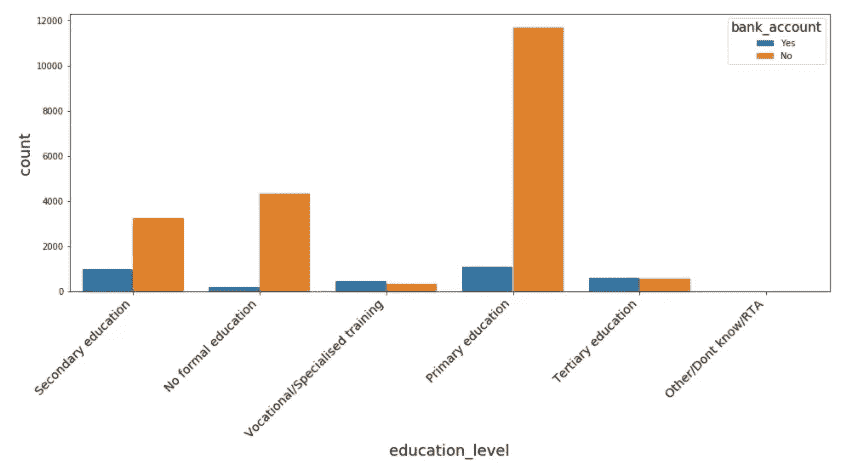 12000
10000
8000
6000
4000
2000
0
count
bank_account
Yes
No
Secondary education
No formal education
Vocational/Specialised training
Primary education
Tertiary education
Other/Dont know/RTA
education_level